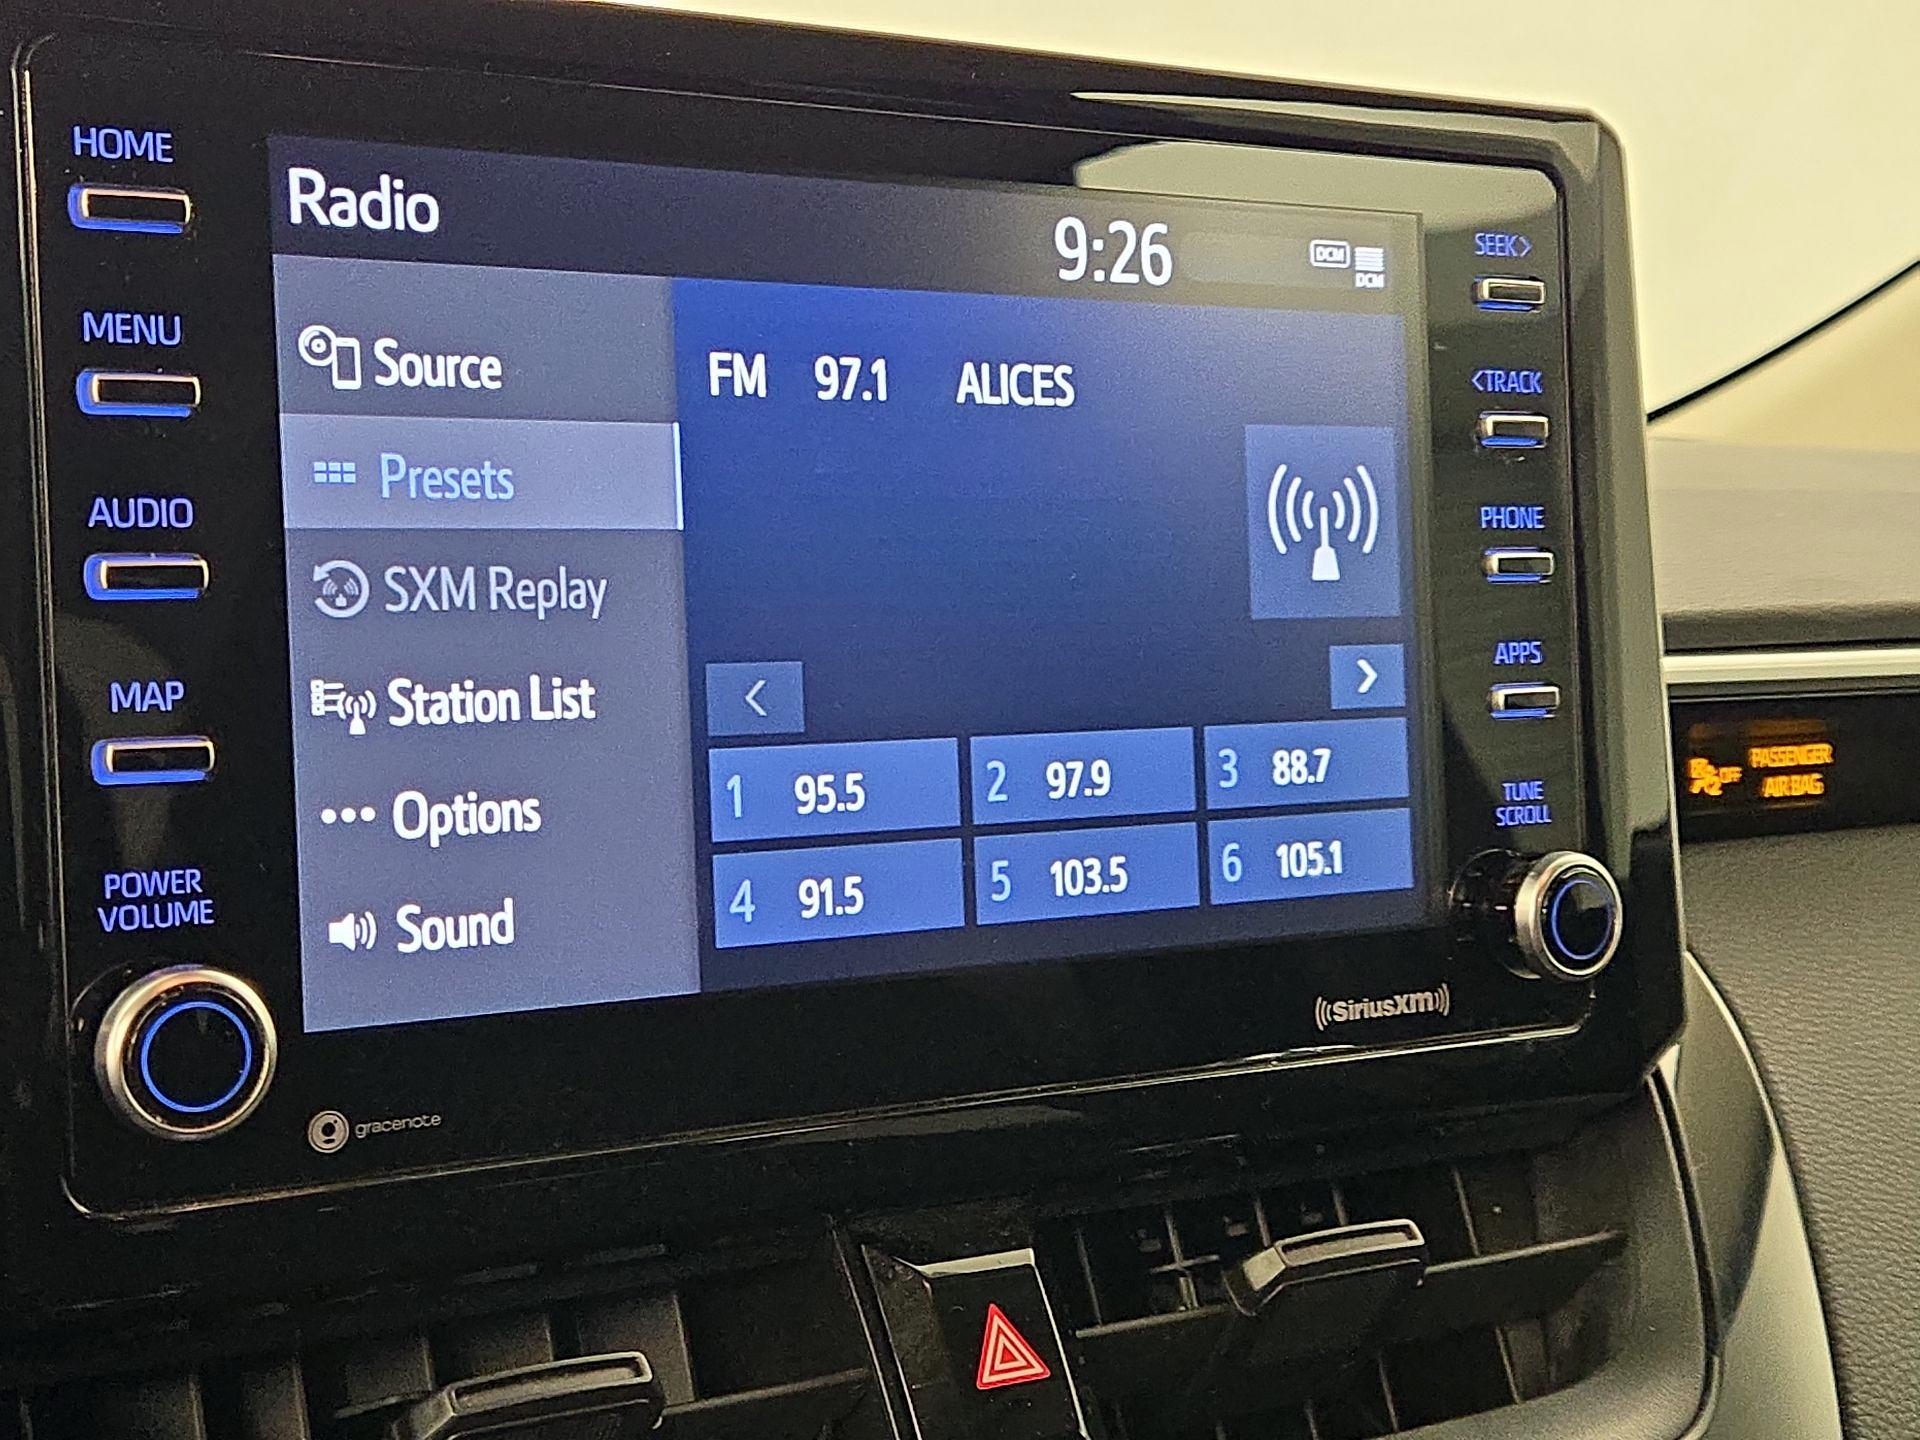 HOME
MENU
AUDIO
MAP
POWER
VOLUME
Radio
9:26
DCM
DCM
Source
Presets
SXM Replay
Station List
Options
Sound
FM 97.1 ALICES
<
>
1 95.5 2 97.9 3 88.7
4 91.5 5 103.5 6 105.1
SEEK>
<TRACK
PHONE
APPS
TUNE
SCROLL
gracenote
SiriusXM
OFF
PASSENGER
AIRBAG